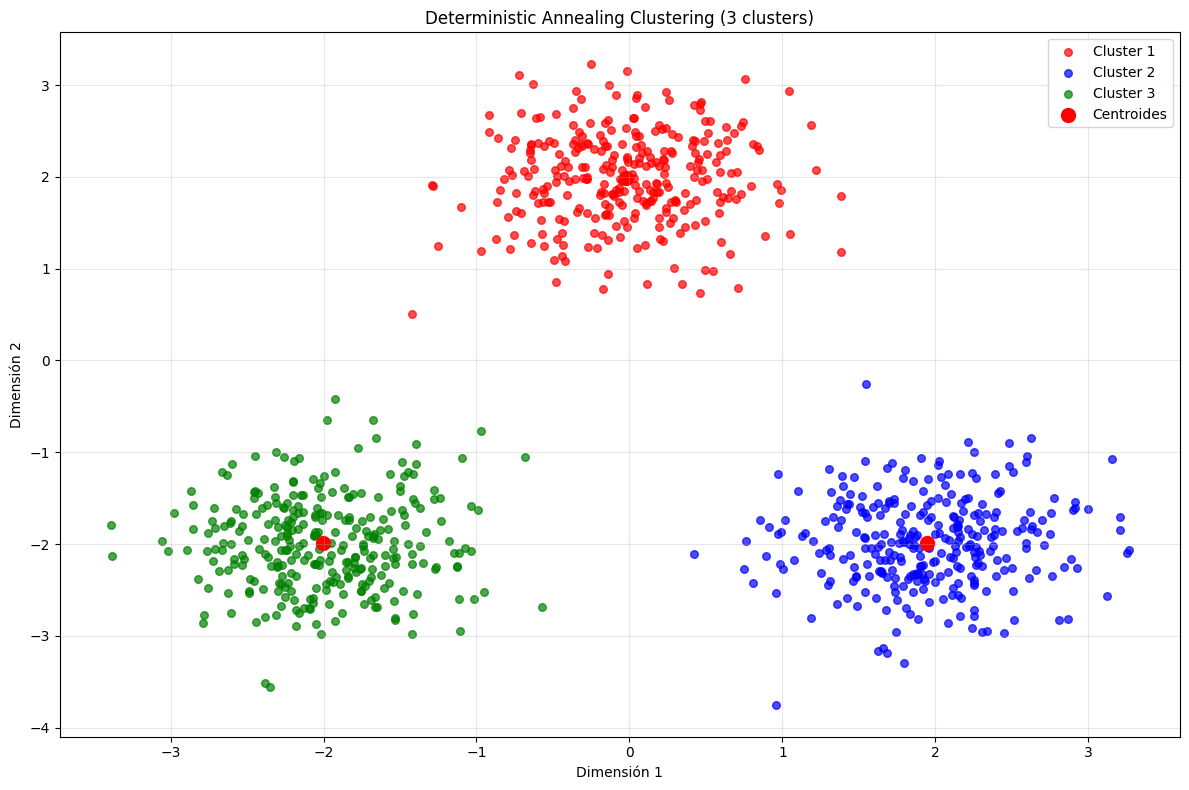 Deterministic Annealing Clustering (3 clusters)
Cluster 1
Cluster 2
Cluster 3
Centroides
Dimensión 2
3
2
1
0
−1
−2
−3
−4
−3
−2
−1
0
1
2
3
Dimensión 1